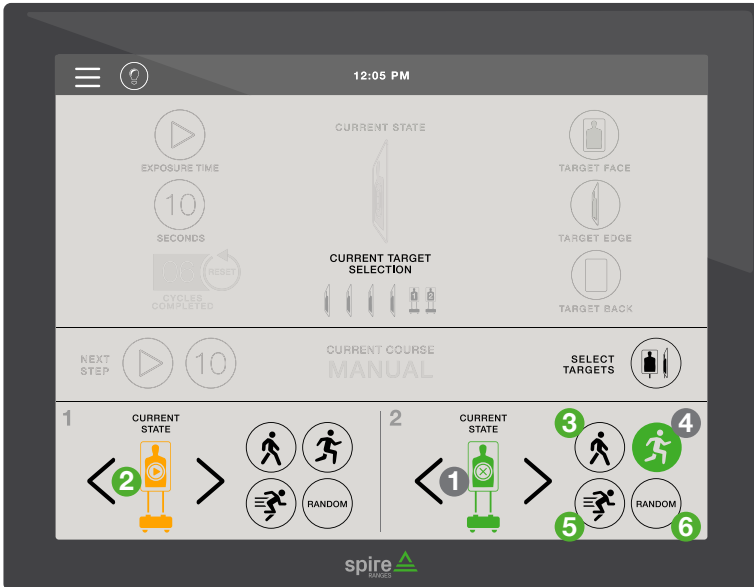 12:05 PM
CURRENT STATE
EXPOSURE TIME
TARGET FACE
10
SECONDS
TARGET EDGE
CURRENT TARGET
SELECTION
RESET
1 2
CYCLES
COMPLETED
TARGET BACK
NEXT
STEP
10
CURRENT COURSE
MANUAL
SELECT
TARGETS
1
CURRENT
STATE
2
RANDOM
2
CURRENT
STATE
1
3
4
5
RANDOM
6
spire
RANGES